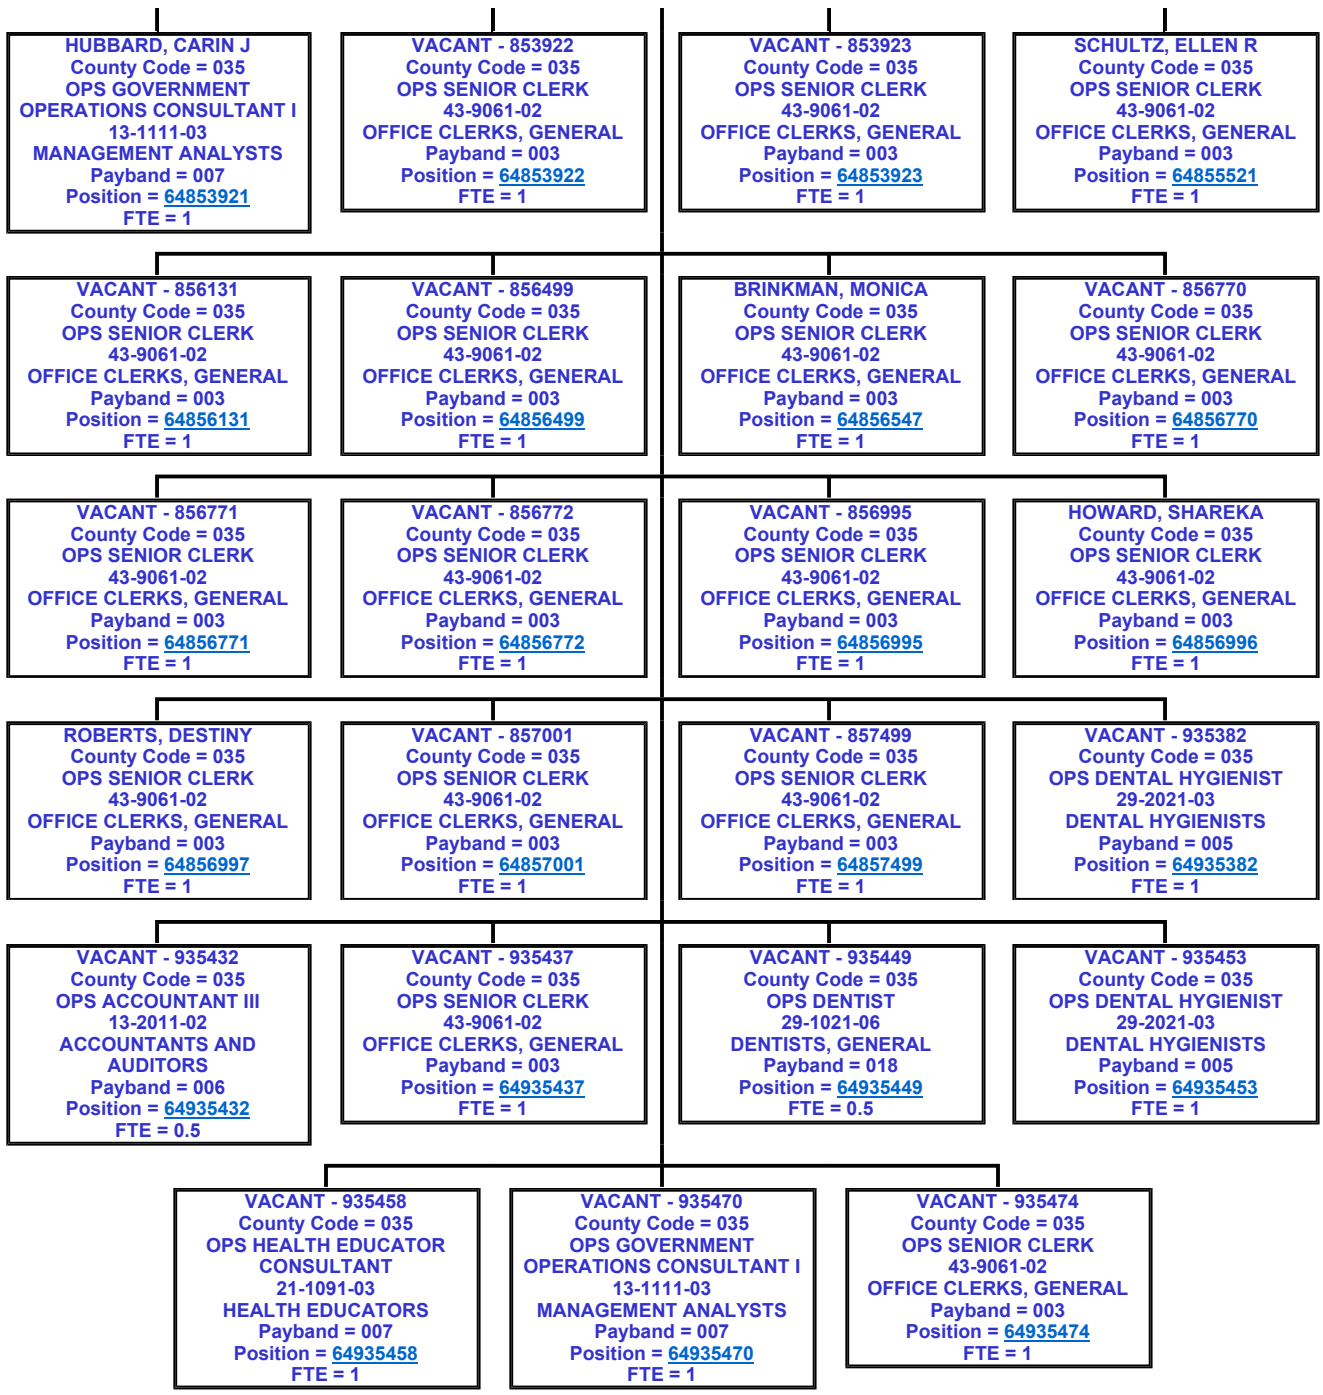 HUBBARD, CARIN J
County Code = 035
OPS GOVERNMENT
OPERATIONS CONSULTANT I
13-1111-03
MANAGEMENT ANALYSTS
Payband = 007
Position = 64853921
FTE = 1
VACANT - 853922
County Code = 035
OPS SENIOR CLERK
43-9061-02
OFFICE CLERKS, GENERAL
Payband = 003
Position = 64853922
FTE = 1
VACANT - 853923
County Code = 035
OPS SENIOR CLERK
43-9061-02
OFFICE CLERKS, GENERAL
Payband = 003
Position = 64853923
FTE = 1
SCHULTZ, ELLEN R
County Code = 035
OPS SENIOR CLERK
43-9061-02
OFFICE CLERKS, GENERAL
Payband = 003
Position = 64855521
FTE = 1
VACANT - 856131
County Code = 035
OPS SENIOR CLERK
43-9061-02
OFFICE CLERKS, GENERAL
Payband = 003
Position = 64856131
FTE = 1
VACANT - 856499
County Code = 035
OPS SENIOR CLERK
43-9061-02
OFFICE CLERKS, GENERAL
Payband = 003
Position = 64856499
FTE = 1
BRINKMAN, MONICA
County Code = 035
OPS SENIOR CLERK
43-9061-02
OFFICE CLERKS, GENERAL
Payband = 003
Position = 64856547
FTE = 1
VACANT - 856770
County Code = 035
OPS SENIOR CLERK
43-9061-02
OFFICE CLERKS, GENERAL
Payband = 003
Position = 64856770
FTE = 1
VACANT - 856771
County Code = 035
OPS SENIOR CLERK
43-9061-02
OFFICE CLERKS, GENERAL
Payband = 003
Position = 64856771
FTE = 1
VACANT - 856772
County Code = 035
OPS SENIOR CLERK
43-9061-02
OFFICE CLERKS, GENERAL
Payband = 003
Position = 64856772
FTE = 1
VACANT - 856995
County Code = 035
OPS SENIOR CLERK
43-9061-02
OFFICE CLERKS, GENERAL
Payband = 003
Position = 64856995
FTE = 1
HOWARD, SHAREKA
County Code = 035
OPS SENIOR CLERK
43-9061-02
OFFICE CLERKS, GENERAL
Payband = 003
Position = 64856996
FTE = 1
ROBERTS, DESTINY
County Code = 035
OPS SENIOR CLERK
43-9061-02
OFFICE CLERKS, GENERAL
Payband = 003
Position = 64856997
FTE = 1
VACANT - 857001
County Code = 035
OPS SENIOR CLERK
43-9061-02
OFFICE CLERKS, GENERAL
Payband = 003
Position = 64857001
FTE = 1
VACANT - 857499
County Code = 035
OPS SENIOR CLERK
43-9061-02
OFFICE CLERKS, GENERAL
Payband = 003
Position = 64857499
FTE = 1
VACANT - 935382
County Code = 035
OPS DENTAL HYGIENIST
29-2021-03
DENTAL HYGIENISTS
Payband = 005
Position = 64935382
FTE = 1
VACANT - 935432
County Code = 035
OPS ACCOUNTANT III
13-2011-02
ACCOUNTANTS AND
AUDITORS
Payband = 006
Position = 64935432
FTE = 0.5
VACANT - 935437
County Code = 035
OPS SENIOR CLERK
43-9061-02
OFFICE CLERKS, GENERAL
Payband = 003
Position = 64935437
FTE = 1
VACANT - 935449
County Code = 035
OPS DENTIST
29-1021-06
DENTISTS, GENERAL
Payband = 018
Position = 64935449
FTE = 0.5
VACANT - 935453
County Code = 035
OPS DENTAL HYGIENIST
29-2021-03
DENTAL HYGIENISTS
Payband = 005
Position = 64935453
FTE = 1
VACANT - 935458
County Code = 035
OPS HEALTH EDUCATOR
CONSULTANT
21-1091-03
HEALTH EDUCATORS
Payband = 007
Position = 64935458
FTE = 1
VACANT - 935470
County Code = 035
OPS GOVERNMENT
OPERATIONS CONSULTANT I
13-1111-03
MANAGEMENT ANALYSTS
Payband = 007
Position = 64935470
FTE = 1
VACANT - 935474
County Code = 035
OPS SENIOR CLERK
43-9061-02
OFFICE CLERKS, GENERAL
Payband = 003
Position = 64935474
FTE = 1